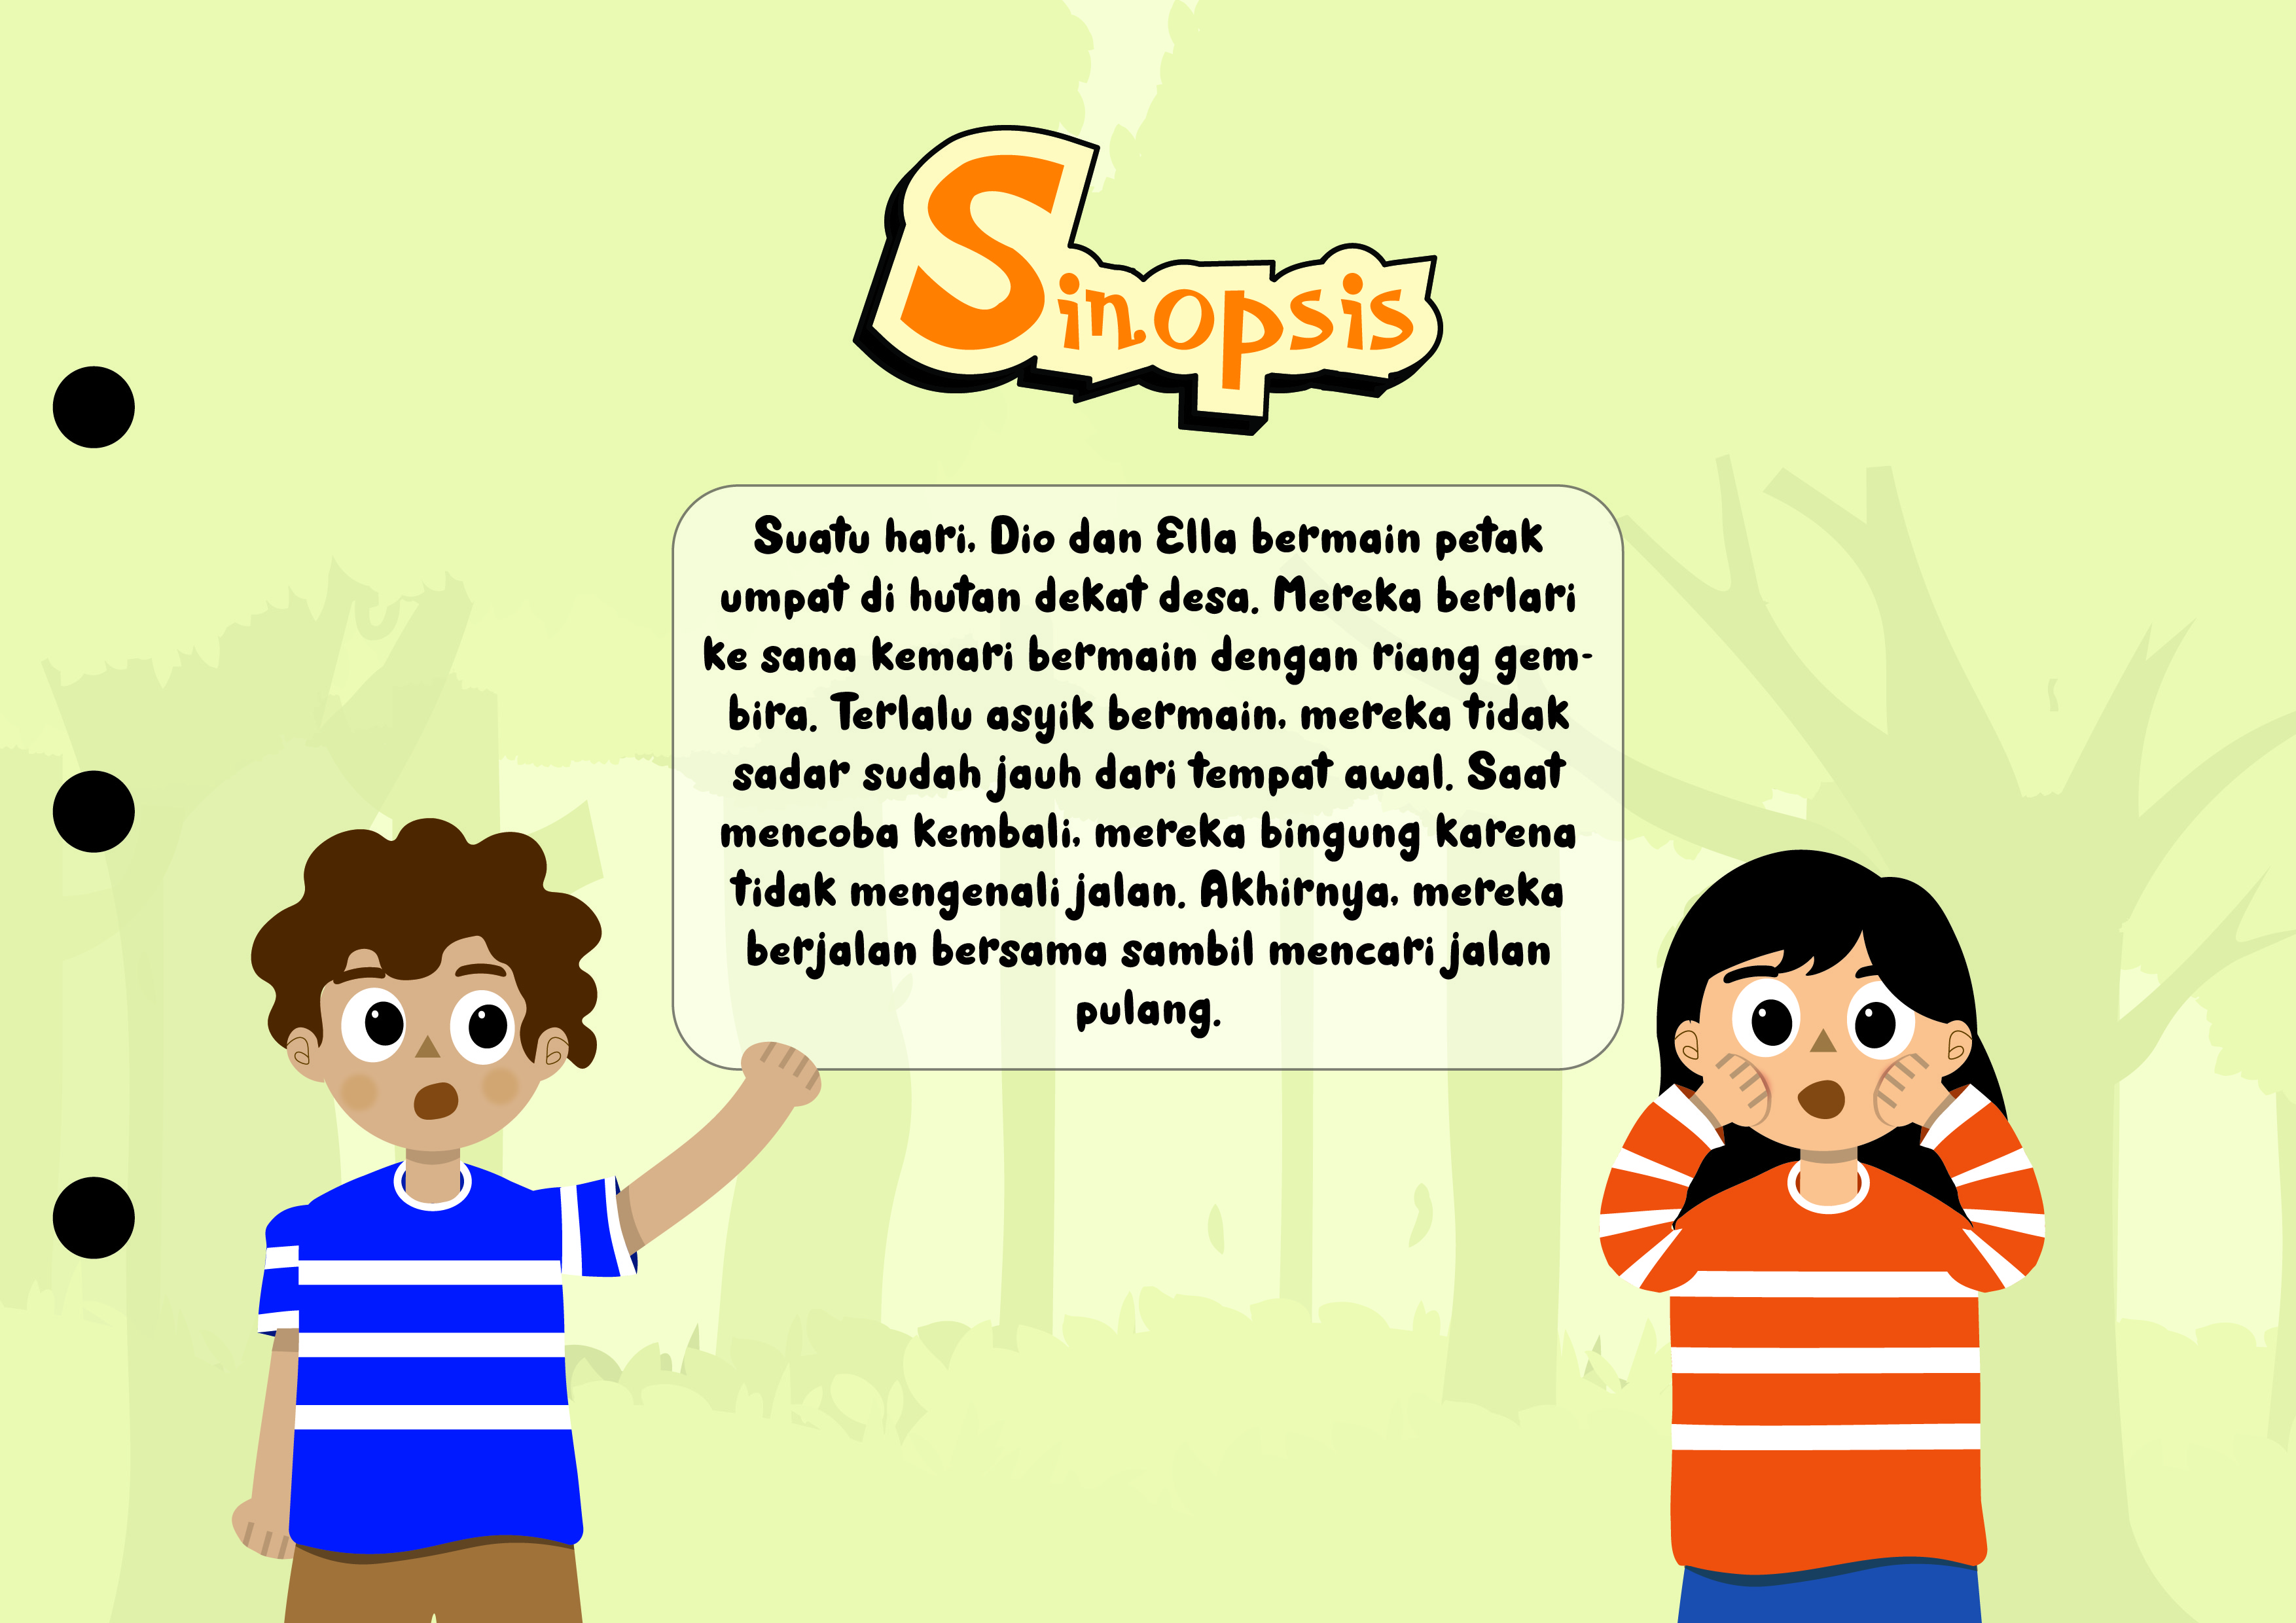 Sinopsis
Suatu hari, Dio dan Ella bermain petak
umpat di hutan dekat desa. Mereka berlari
ke sana kemari bermain dengan riang gem-
bira. Terlalu asyik bermain, mereka tidak
sadar sudah jauh dari tempat awal. Saat
mencoba kembali, mereka bingung karena
tidak mengenali jalan. Akhirnya, mereka
berjalan bersama sambil mencari jalan
pulang.